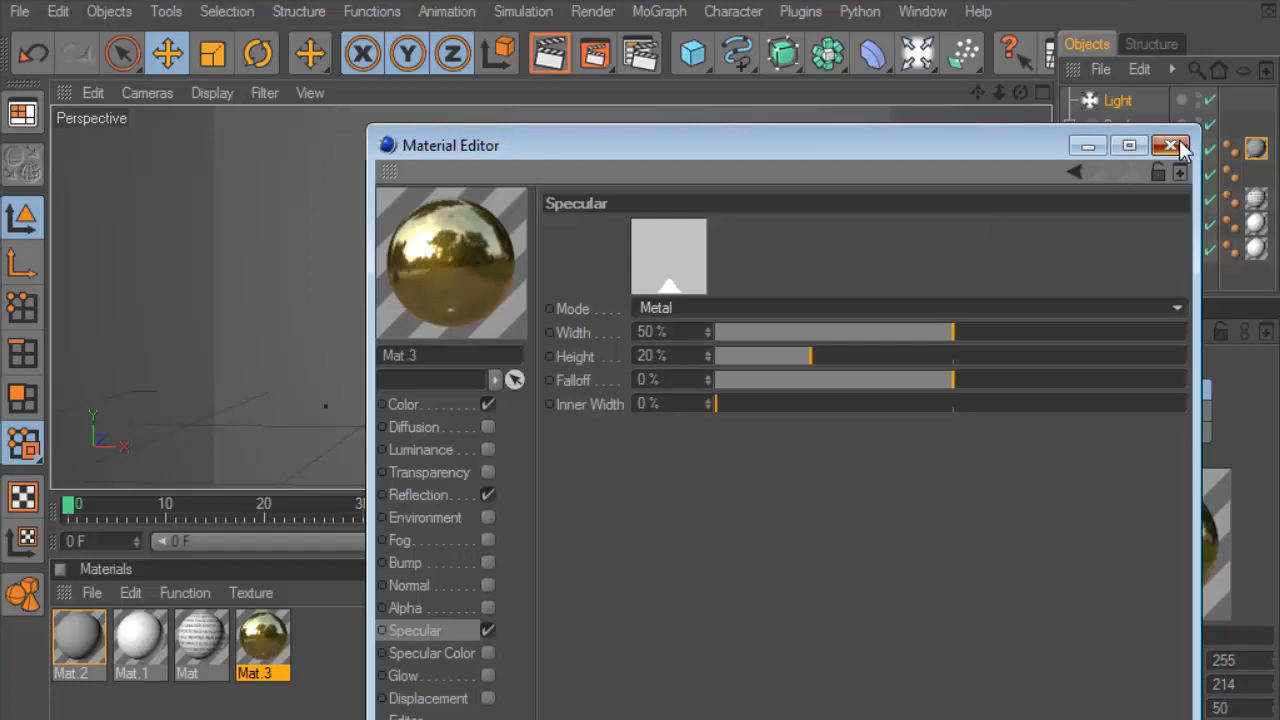 File Edit Objects Tools Selection Structure Functions Animation Simulation Render MoGraph Character Plugins Python Window Help
X Y Z
Objects Structure
File Edit
Edit Cameras Display Filter View
Light
Perspective
Material Editor
Specular
Mode Metal
Width 50 %
Height 20 %
Falloff 0 %
Inner Width 0 %
Mat.3
Color
Diffusion
Luminance
Transparency
Reflection
Environment
Fog
Bump
Normal
Alpha
Specular
Specular Color
Glow
Displacement
Y
Z X
0 10 20
0 F 0 F
Materials
File Edit Function Texture
Mat.2 Mat.1 Mat Mat.3
255
214
50